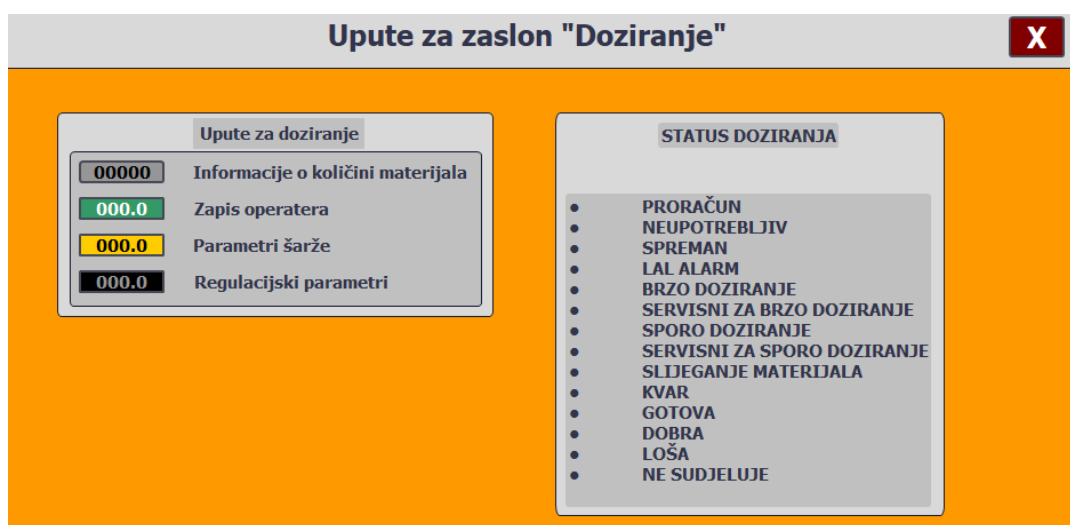 Upute za zaslon "Doziranje"
X
Upute za doziranje
00000 Informacije o količini materijala
000.0 Zapis operatera
000.0 Parametri šarže
000.0 Regulacijski parametri
STATUS DOZIRANJA
● PRORAČUN
● NEUPOTREBLJIV
● SPREMAN
● LAL ALARM
● BRZO DOZIRANJE
● SERVISNI ZA BRZO DOZIRANJE
● SPORO DOZIRANJE
● SERVISNI ZA SPORO DOZIRANJE
● SLIJEGANJE MATERIJALA
● KVAR
● GOTOVA
● DOBRA
● LOŠA
● NE SUDJELUJE